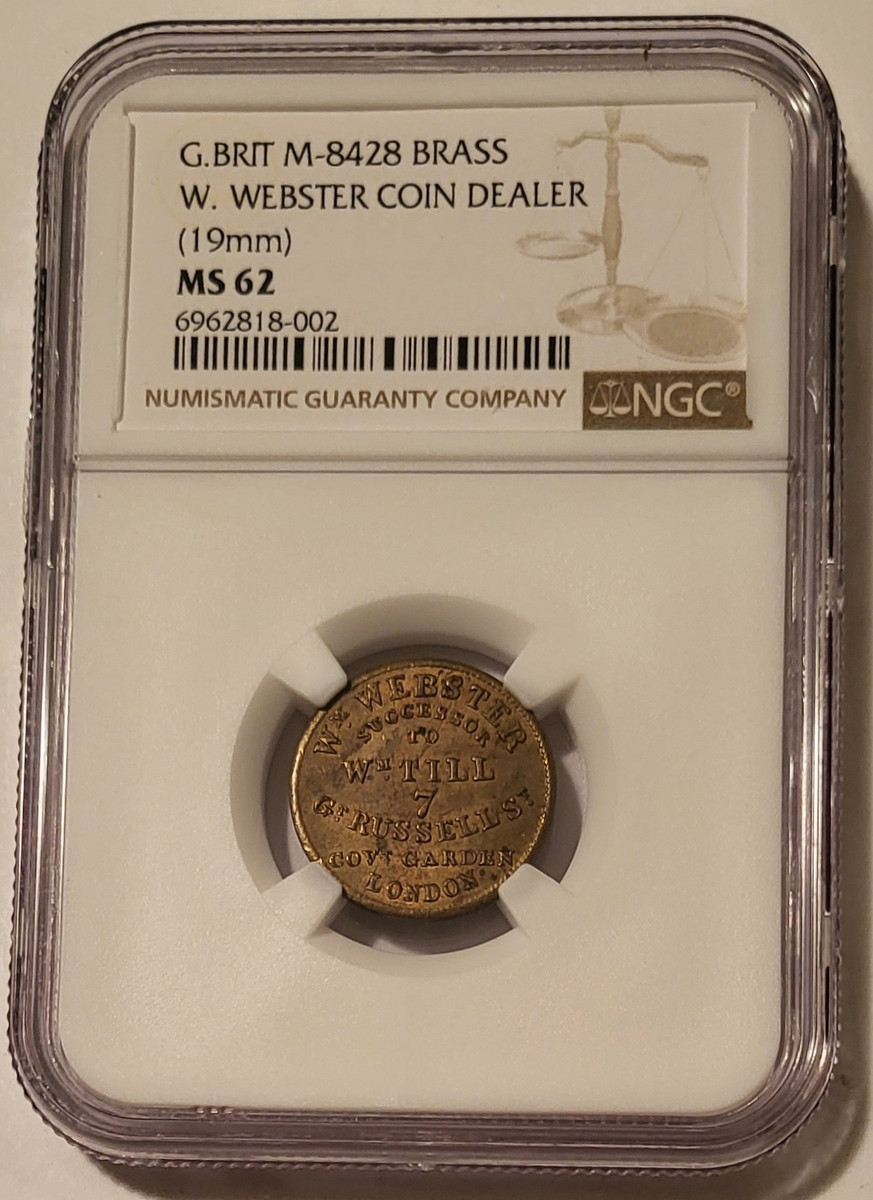 G.BRIT M-8428 BRASS
W. WEBSTER COIN DEALER
(19mm)
MS 62
6962818-002
NUMISMATIC GUARANTY COMPANY
NGC®
WM WEBSTER
SUCCESSOR
TO
WM TILL
7
GT RUSSELL ST
COVT GARDEN
LONDON.